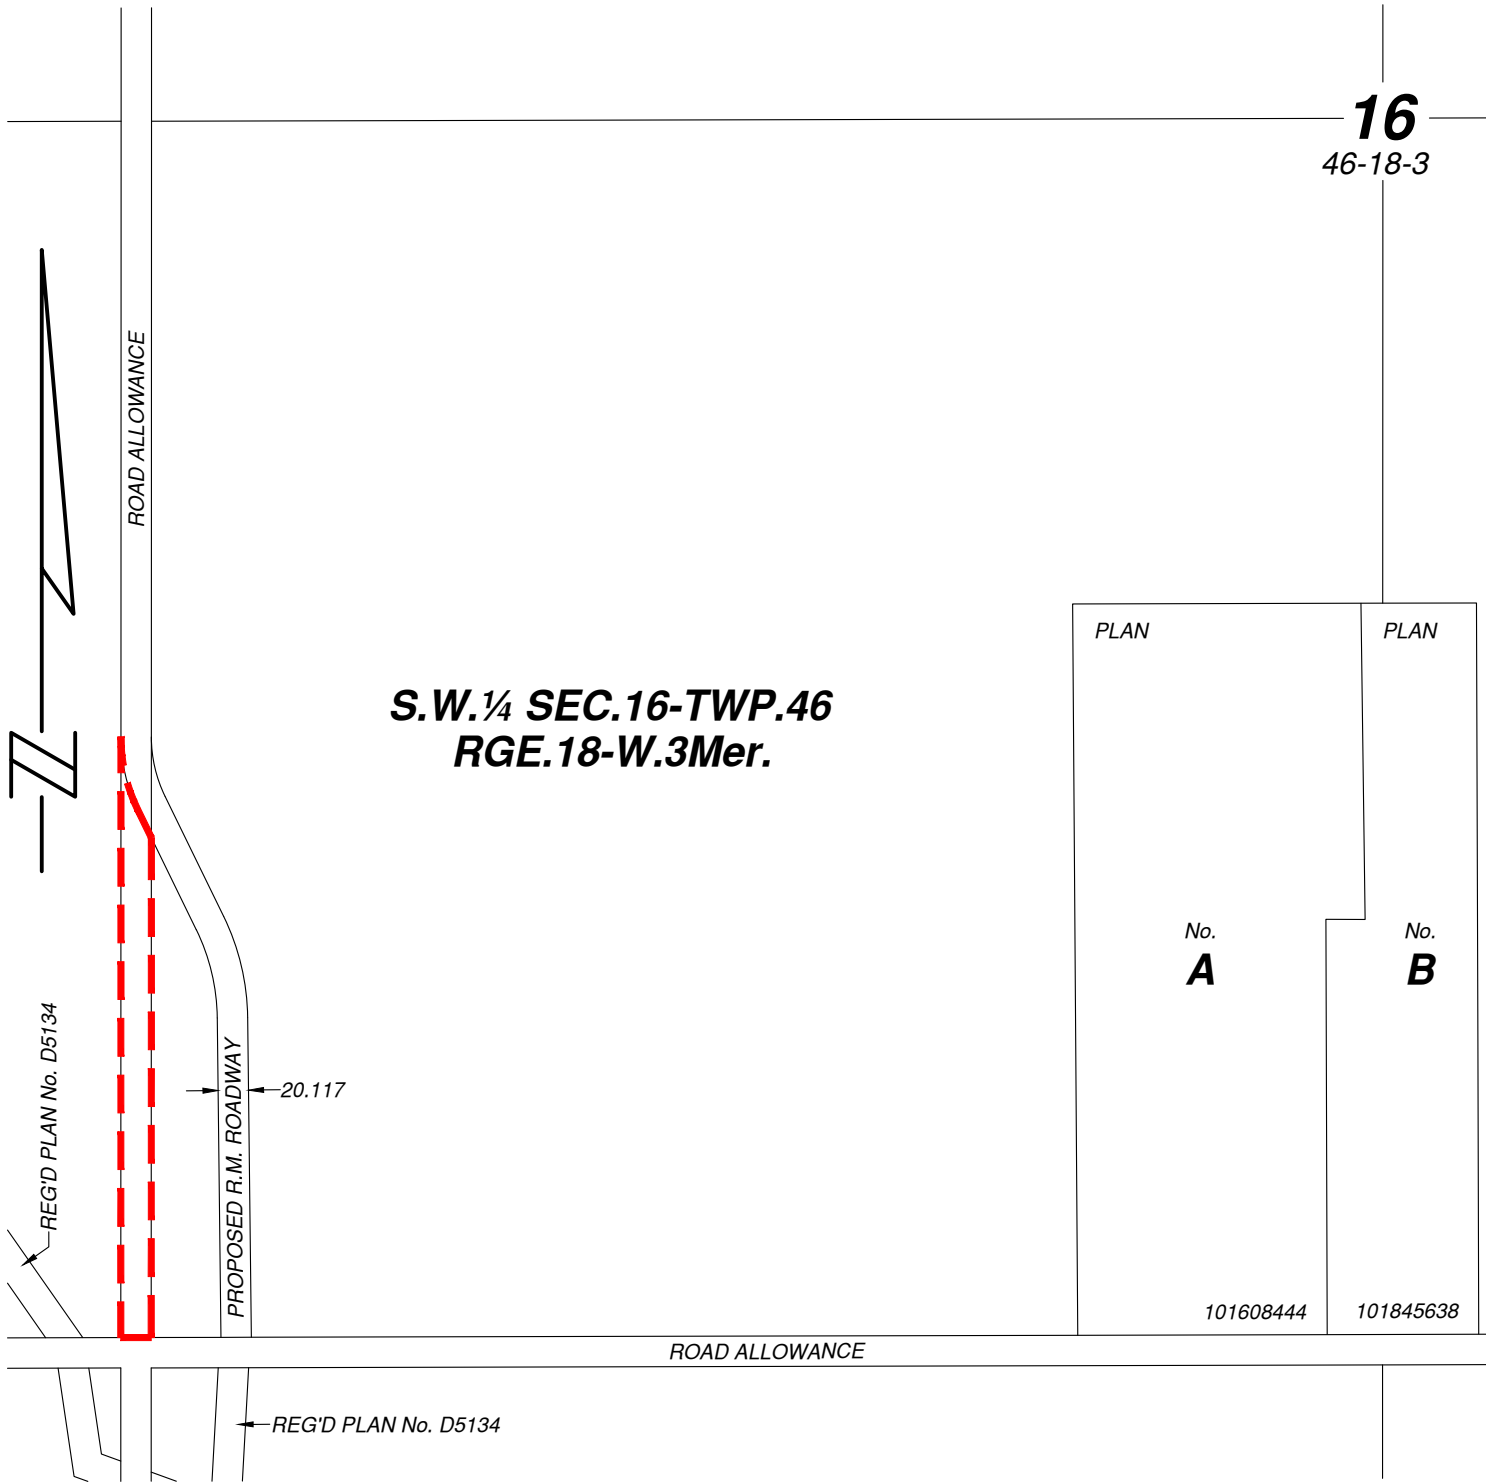 16
46-18-3
ROAD ALLOWANCE
PLAN
PLAN
S.W.¼ SEC.16-TWP.46
RGE.18-W.3Mer.
N
No.
A
No.
B
REG'D PLAN No. D5134
PROPOSED R.M. ROADWAY
20.117
101608444
101845638
ROAD ALLOWANCE
REG'D PLAN No. D5134